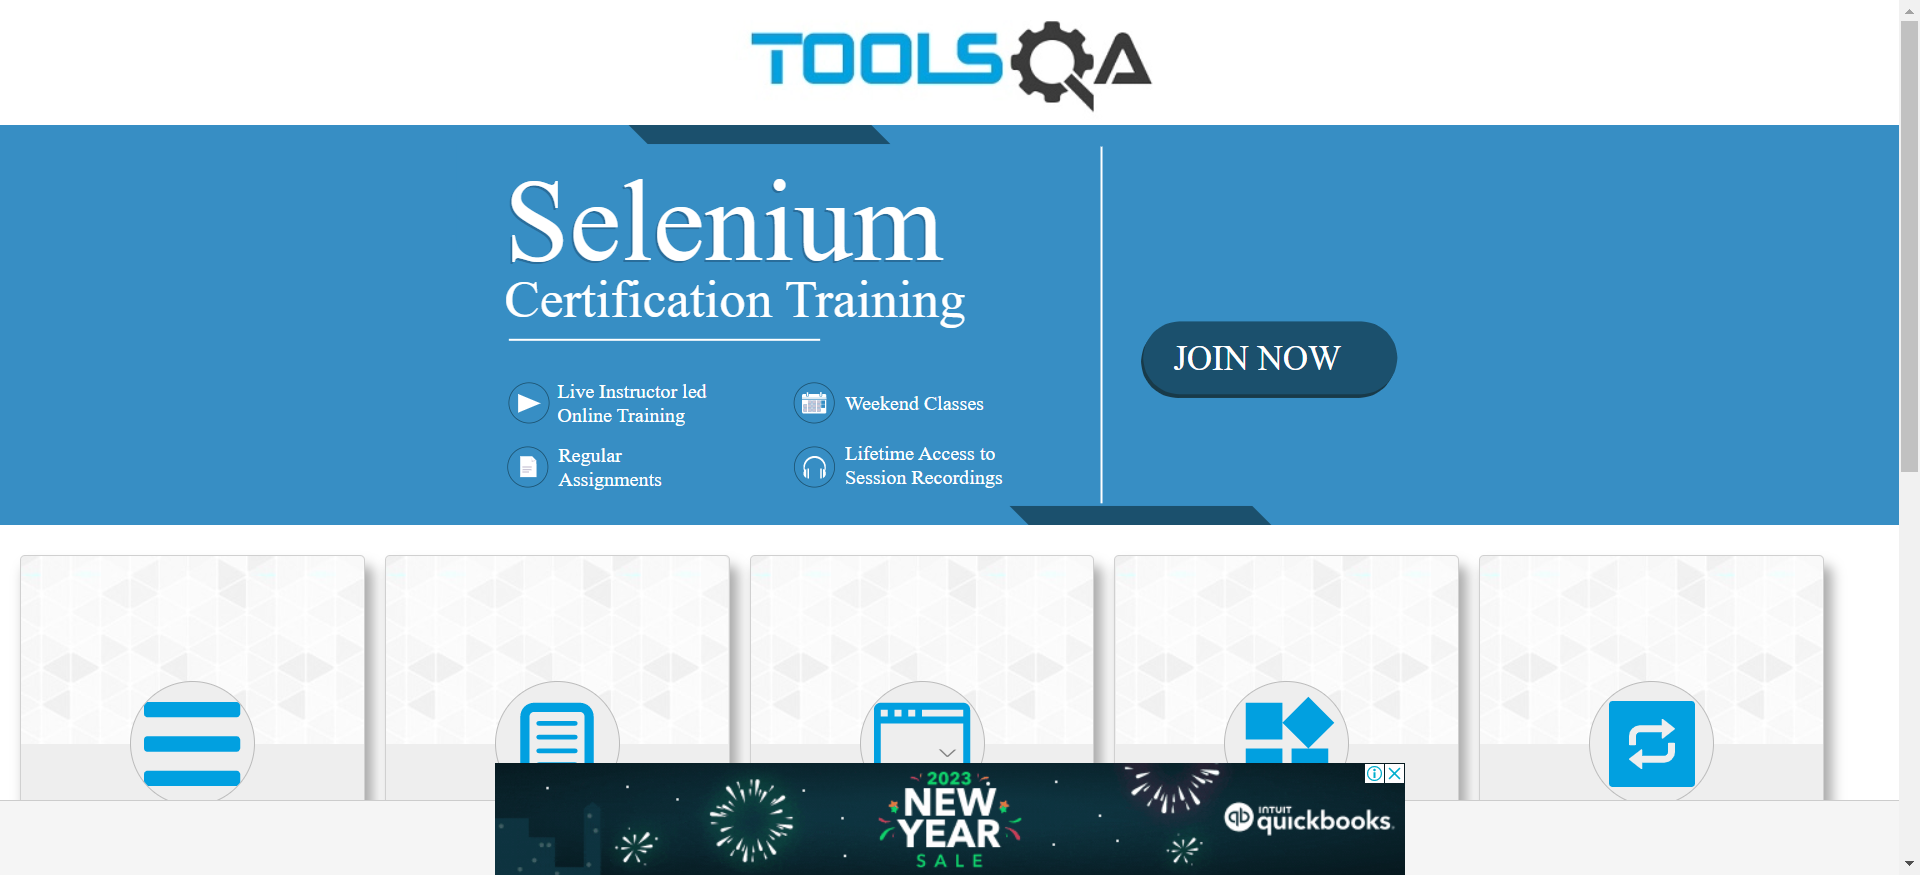 TOOLSQA
Selenium
Certification Training
Live Instructor led
Online Training
Weekend Classes
Regular
Assignments
Lifetime Access to
Session Recordings
JOIN NOW
2023
NEW
YEAR
SALE
INTUIT
qb quickbooks.